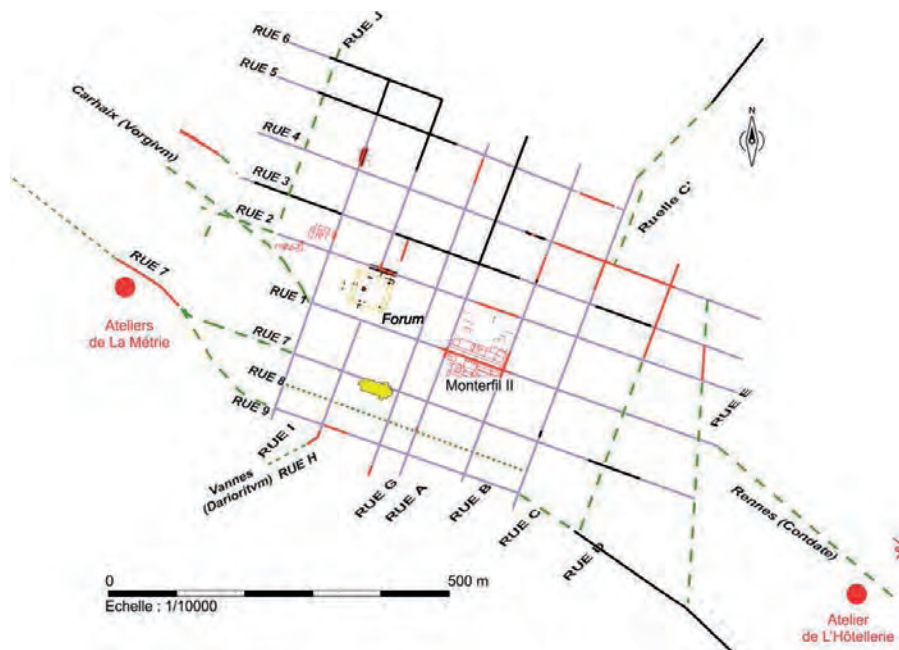 RUE 6
RUE J
RUE 5
Carhaix (Vorgivm)
RUE 4
N
RUE 3
Ruelle C'
RUE 2
RUE 7
RUE 1
Ateliers
de La Métrie
Forum
RUE 7
RUE 8
Monterfil II
RUE 9
RUE E
RUE I
Vannes
(Darioritvm)
RUE H
RUE G
RUE A
RUE B
RUE C
RUE D
Rennes (Condate)
0
500 m
Echelle : 1/10000
Atelier
de L'Hôtellerie